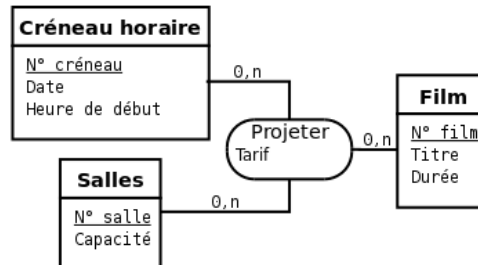 Créneau horaire
N° créneau
Date
Heure de début
0,n
Projeter
Tarif
0,n
Film
N° film
Titre
Durée
Salles
N° salle
Capacité
0,n